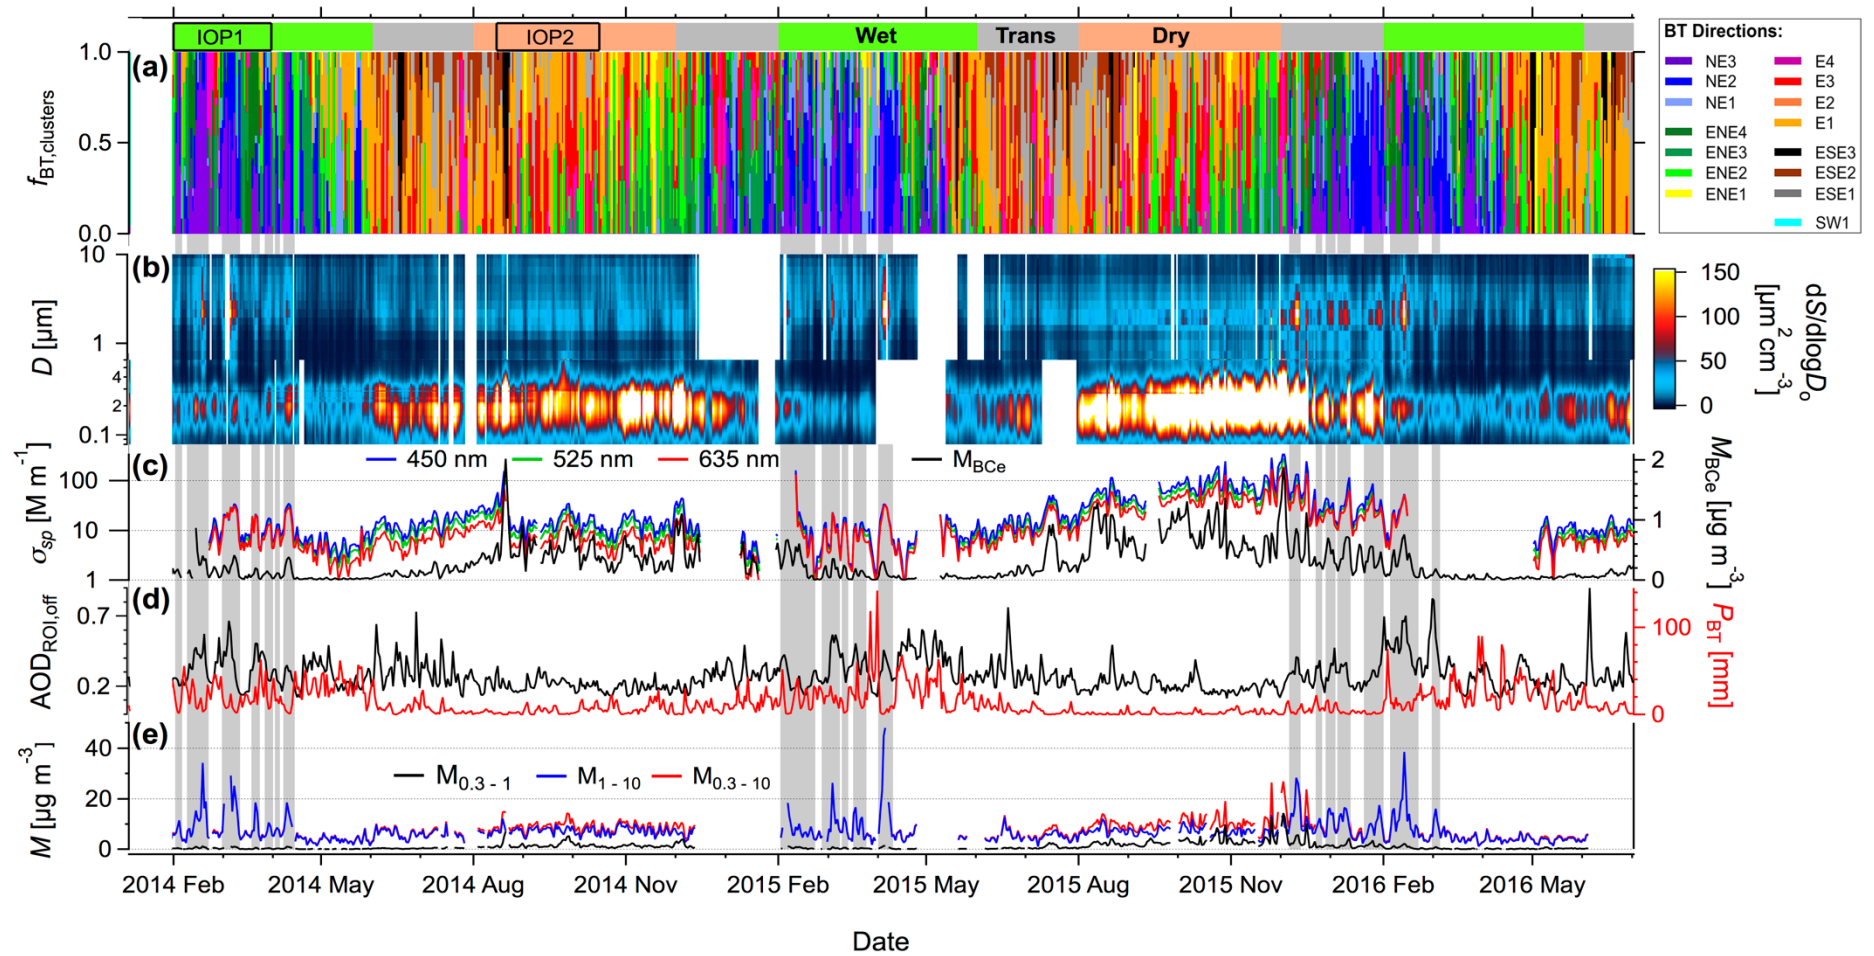 IOP1 IOP2 Wet Trans Dry
BT Directions:
NE3 E4
NE2 E3
NE1 E2
E1
ENE4
ENE3 ESE3
ENE2 ESE2
ENE1 ESE1
SW1
(a)
1.0
0.5
0.0
fBT,clusters
(b)
10
1
4
2
0.1
D [µm]
150
100
50
0
dS/dlogDo
[µm2 cm-3]
(c)
450 nm 525 nm 635 nm MBCe
100
10
1
σsp [M m-1]
2
1
0
MBCe [µg m-3]
(d)
0.7
0.2
AODROI,off
100
0
PBT [mm]
(e)
M0.3 - 1 M1 - 10 M0.3 - 10
40
20
0
M [µg m-3]
2014 Feb 2014 May 2014 Aug 2014 Nov 2015 Feb 2015 May 2015 Aug 2015 Nov 2016 Feb 2016 May
Date